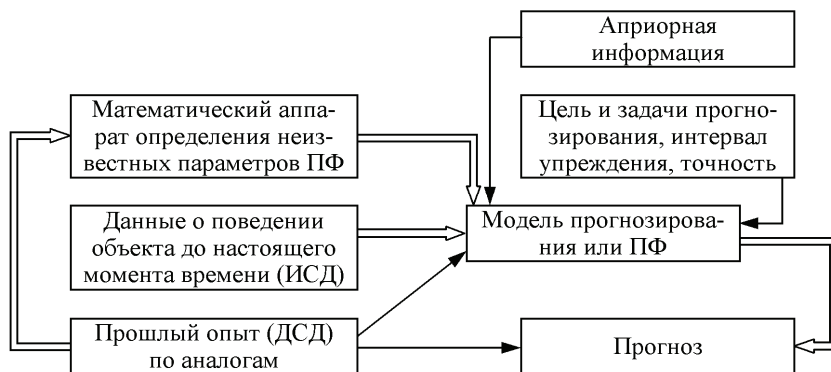 Априорная
информация
Математический аппа-
рат определения неиз-
вестных параметров ПФ
Цель и задачи прогно-
зирования, интервал
упреждения, точность
Данные о поведении
объекта до настоящего
момента времени (ИСД)
Модель прогнозирова-
ния или ПФ
Прошлый опыт (ДСД)
по аналогам
Прогноз